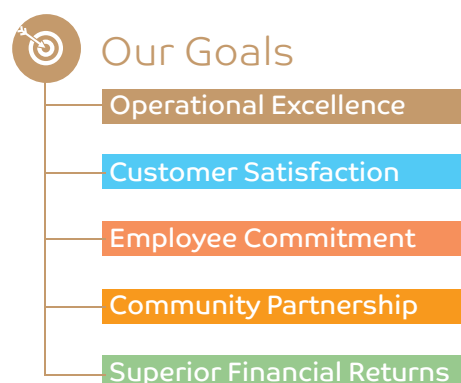 Our Goals
Operational Excellence
Customer Satisfaction
Employee Commitment
Community Partnership
Superior Financial Returns